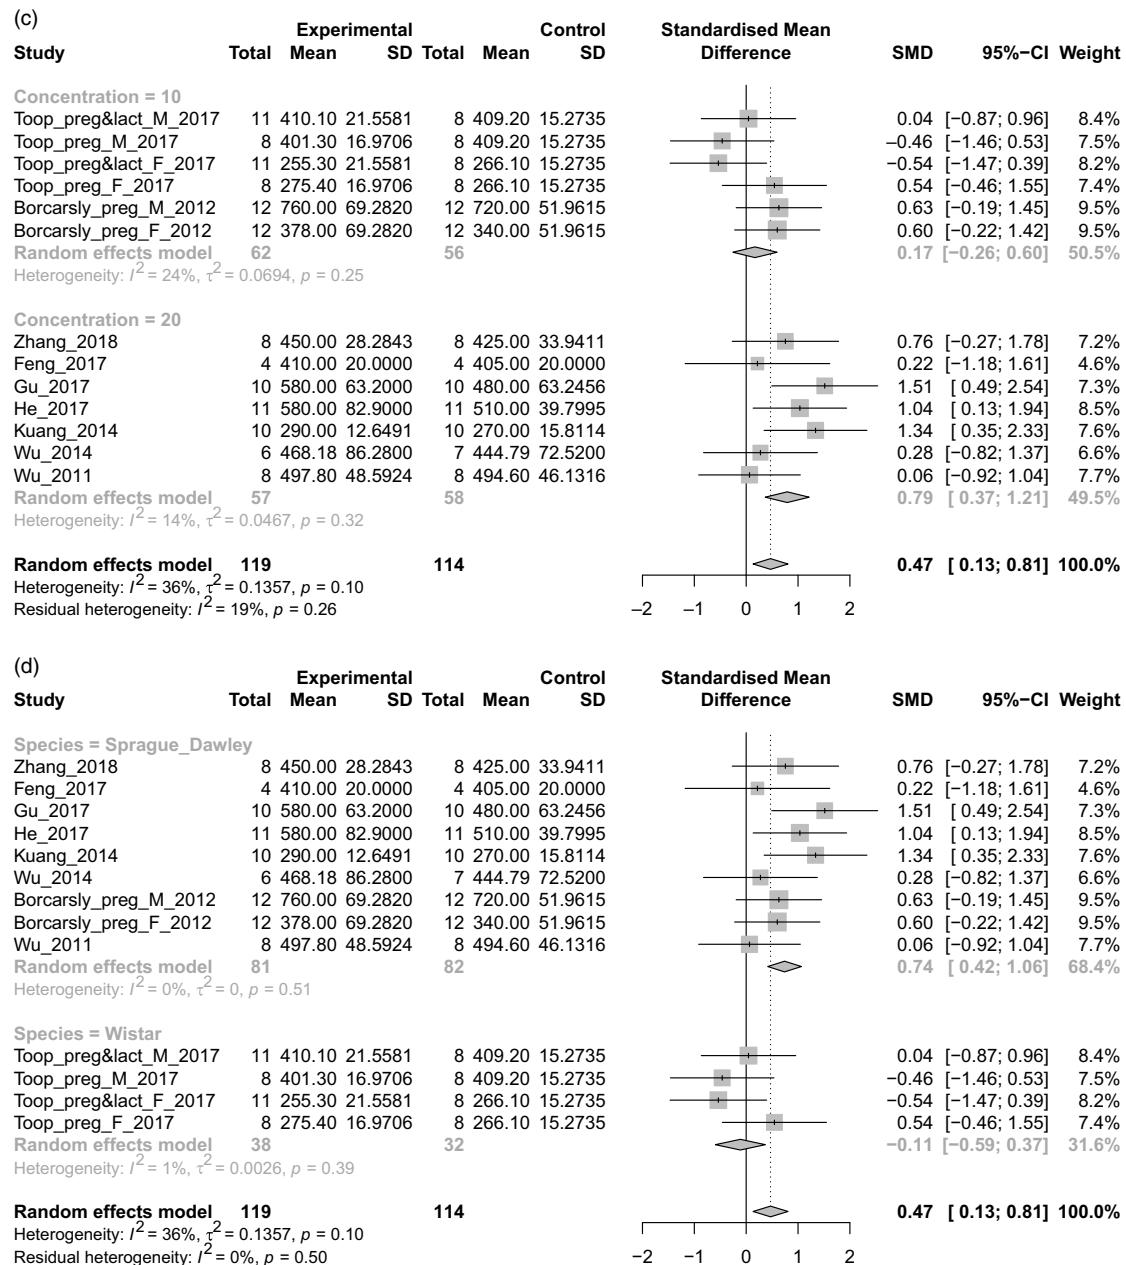 (c)
Experimental Control Standardised Mean
Study Total Mean SD Total Mean SD Difference SMD 95%−CI Weight
Concentration = 10
Toop_preg&lact_M_2017 11 410.10 21.5581 8 409.20 15.2735 0.04 [−0.87; 0.96] 8.4%
Toop_preg_M_2017 8 401.30 16.9706 8 409.20 15.2735 −0.46 [−1.46; 0.53] 7.5%
Toop_preg&lact_F_2017 11 255.30 21.5581 8 266.10 15.2735 −0.54 [−1.47; 0.39] 8.2%
Toop_preg_F_2017 8 275.40 16.9706 8 266.10 15.2735 0.54 [−0.46; 1.55] 7.4%
Borcarsly_preg_M_2012 12 760.00 69.2820 12 720.00 51.9615 0.63 [−0.19; 1.45] 9.5%
Borcarsly_preg_F_2012 12 378.00 69.2820 12 340.00 51.9615 0.60 [−0.22; 1.42] 9.5%
Random effects model 62 56 0.17 [−0.26; 0.60] 50.5%
Heterogeneity: I² = 24%, τ² = 0.0694, p = 0.25
Concentration = 20
Zhang_2018 8 450.00 28.2843 8 425.00 33.9411 0.76 [−0.27; 1.78] 7.2%
Feng_2017 4 410.00 20.0000 4 405.00 20.0000 0.22 [−1.18; 1.61] 4.6%
Gu_2017 10 580.00 63.2000 10 480.00 63.2456 1.51 [ 0.49; 2.54] 7.3%
He_2017 11 580.00 82.9000 11 510.00 39.7995 1.04 [ 0.13; 1.94] 8.5%
Kuang_2014 10 290.00 12.6491 10 270.00 15.8114 1.34 [ 0.35; 2.33] 7.6%
Wu_2014 6 468.18 86.2800 7 444.79 72.5200 0.28 [−0.82; 1.37] 6.6%
Wu_2011 8 497.80 48.5924 8 494.60 46.1316 0.06 [−0.92; 1.04] 7.7%
Random effects model 57 58 0.79 [ 0.37; 1.21] 49.5%
Heterogeneity: I² = 14%, τ² = 0.0467, p = 0.32
Random effects model 119 114 0.47 [ 0.13; 0.81] 100.0%
Heterogeneity: I² = 36%, τ² = 0.1357, p = 0.10
Residual heterogeneity: I² = 19%, p = 0.26
−2 −1 0 1 2
(d)
Experimental Control Standardised Mean
Study Total Mean SD Total Mean SD Difference SMD 95%−CI Weight
Species = Sprague_Dawley
Zhang_2018 8 450.00 28.2843 8 425.00 33.9411 0.76 [−0.27; 1.78] 7.2%
Feng_2017 4 410.00 20.0000 4 405.00 20.0000 0.22 [−1.18; 1.61] 4.6%
Gu_2017 10 580.00 63.2000 10 480.00 63.2456 1.51 [ 0.49; 2.54] 7.3%
He_2017 11 580.00 82.9000 11 510.00 39.7995 1.04 [ 0.13; 1.94] 8.5%
Kuang_2014 10 290.00 12.6491 10 270.00 15.8114 1.34 [ 0.35; 2.33] 7.6%
Wu_2014 6 468.18 86.2800 7 444.79 72.5200 0.28 [−0.82; 1.37] 6.6%
Borcarsly_preg_M_2012 12 760.00 69.2820 12 720.00 51.9615 0.63 [−0.19; 1.45] 9.5%
Borcarsly_preg_F_2012 12 378.00 69.2820 12 340.00 51.9615 0.60 [−0.22; 1.42] 9.5%
Wu_2011 8 497.80 48.5924 8 494.60 46.1316 0.06 [−0.92; 1.04] 7.7%
Random effects model 81 82 0.74 [ 0.42; 1.06] 68.4%
Heterogeneity: I² = 0%, τ² = 0, p = 0.51
Species = Wistar
Toop_preg&lact_M_2017 11 410.10 21.5581 8 409.20 15.2735 0.04 [−0.87; 0.96] 8.4%
Toop_preg_M_2017 8 401.30 16.9706 8 409.20 15.2735 −0.46 [−1.46; 0.53] 7.5%
Toop_preg&lact_F_2017 11 255.30 21.5581 8 266.10 15.2735 −0.54 [−1.47; 0.39] 8.2%
Toop_preg_F_2017 8 275.40 16.9706 8 266.10 15.2735 0.54 [−0.46; 1.55] 7.4%
Random effects model 38 32 −0.11 [−0.59; 0.37] 31.6%
Heterogeneity: I² = 1%, τ² = 0.0026, p = 0.39
Random effects model 119 114 0.47 [ 0.13; 0.81] 100.0%
Heterogeneity: I² = 36%, τ² = 0.1357, p = 0.10
Residual heterogeneity: I² = 0%, p = 0.50
−2 −1 0 1 2